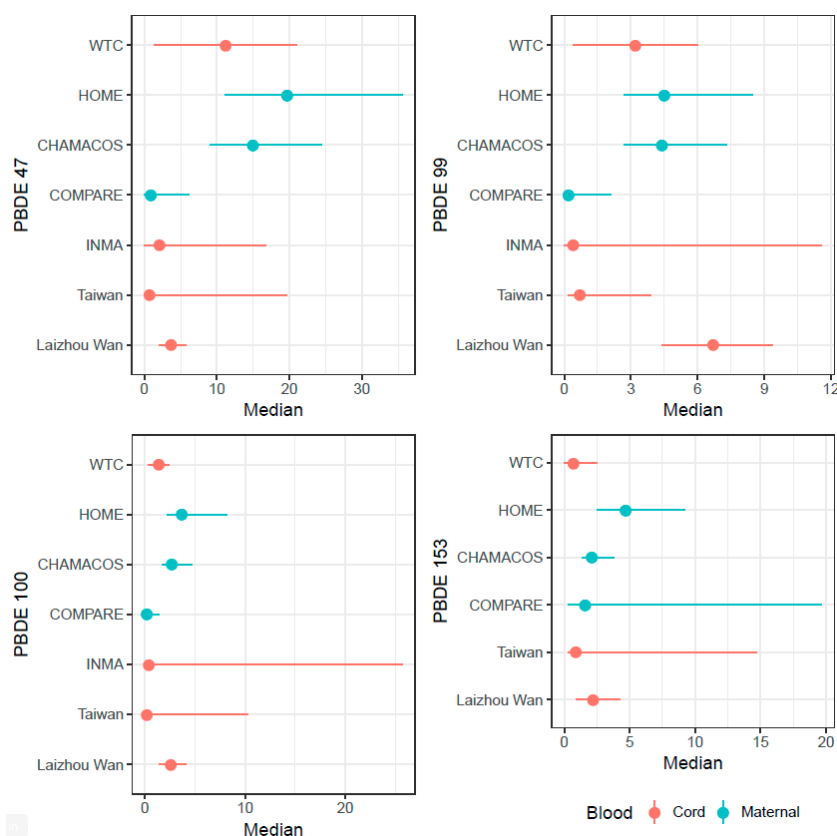 PBDE 47
WTC
HOME
CHAMACOS
COMPARE
INMA
Taiwan
Laizhou Wan
0 10 20 30
Median
PBDE 99
WTC
HOME
CHAMACOS
COMPARE
INMA
Taiwan
Laizhou Wan
0 3 6 9 12
Median
PBDE 100
WTC
HOME
CHAMACOS
COMPARE
INMA
Taiwan
Laizhou Wan
0 10 20
Median
PBDE 153
WTC
HOME
CHAMACOS
COMPARE
Taiwan
Laizhou Wan
0 5 10 15 20
Median
Blood Cord Maternal